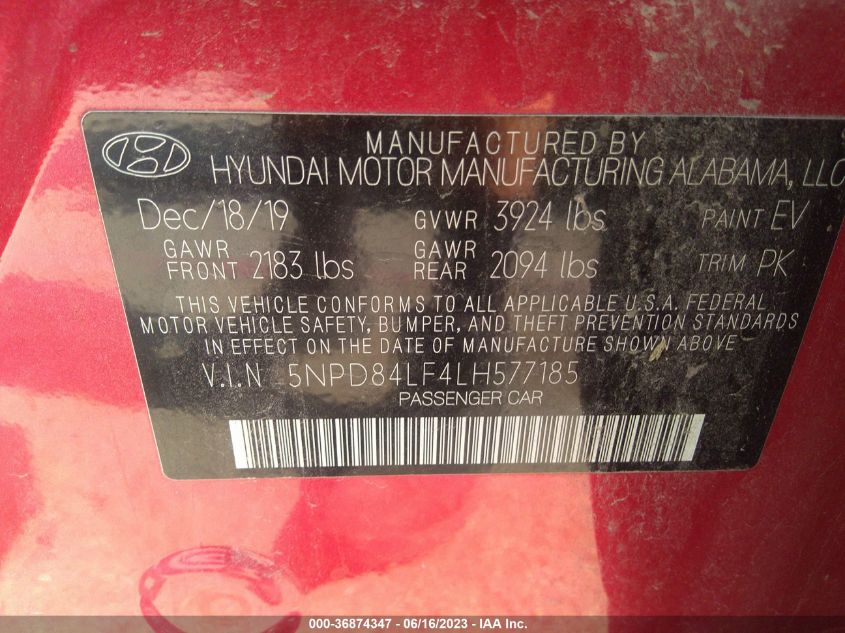 MANUFACTURED BY
HYUNDAI MOTOR MANUFACTURING ALABAMA, LLC
Dec/18/19 GVWR 3924 lbs PAINT EV
GAWR FRONT 2183 lbs GAWR REAR 2094 lbs TRIM PK
THIS VEHICLE CONFORMS TO ALL APPLICABLE U.S.A. FEDERAL
MOTOR VEHICLE SAFETY, BUMPER, AND THEFT PREVENTION STANDARDS
IN EFFECT ON THE DATE OF MANUFACTURE SHOWN ABOVE
V.I.N 5NPD84LF4LH577185
PASSENGER CAR
000-36874347 - 06/16/2023 - IAA Inc.